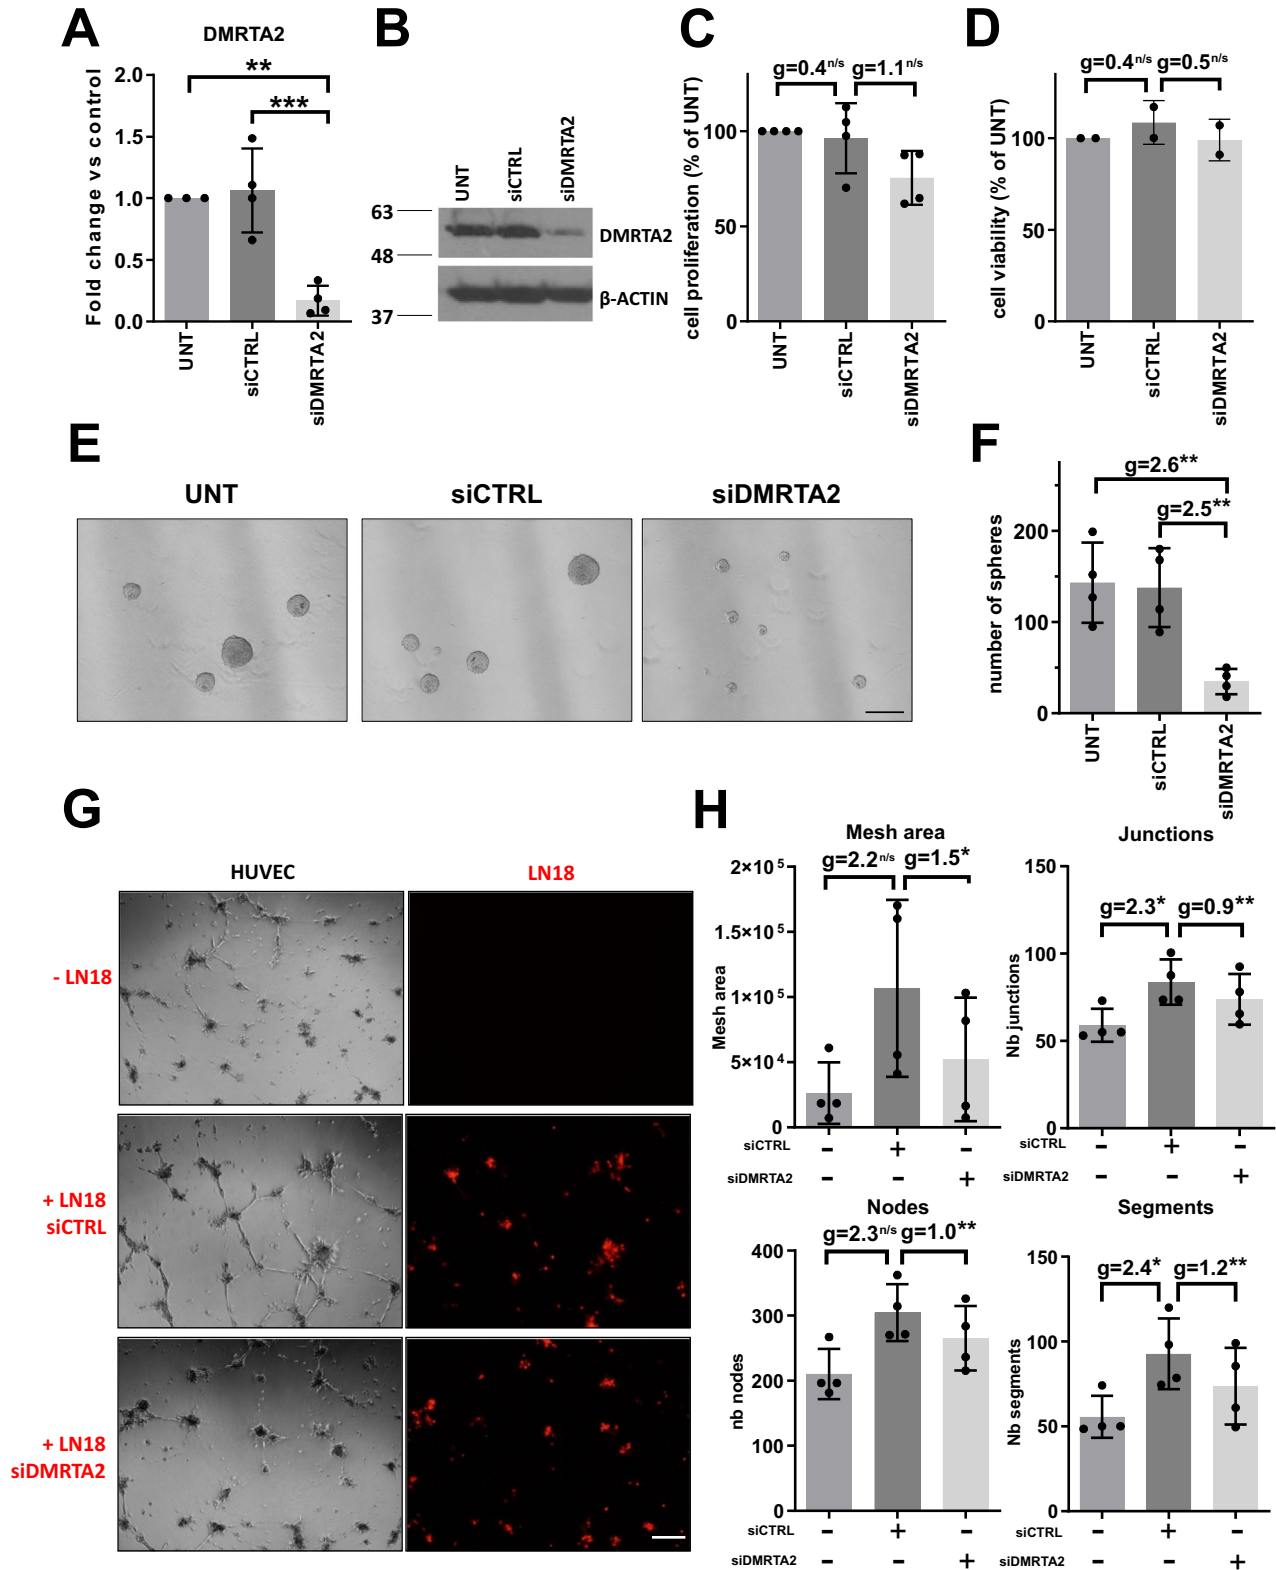 A
DMRTA2
Fold change vs control
2.0
1.5
1.0
0.5
0.0
**
***
UNT
siCTRL
siDMRTA2
B
UNT
siCTRL
siDMRTA2
63
48
37
DMRTA2
β-ACTIN
C
cell proliferation (% of UNT)
100
50
0
g=0.4n/s
g=1.1n/s
UNT
siCTRL
siDMRTA2
D
cell viability (% of UNT)
100
50
0
g=0.4n/s
g=0.5n/s
UNT
siCTRL
siDMRTA2
E
UNT
siCTRL
siDMRTA2
F
number of spheres
200
100
0
g=2.6**
g=2.5**
UNT
siCTRL
siDMRTA2
G
HUVEC
LN18
- LN18
+ LN18
siCTRL
+ LN18
siDMRTA2
H
Mesh area
Mesh area
2×10⁵
1.5×10⁵
1×10⁵
5×10⁴
0
g=2.2n/s
g=1.5*
siCTRL - + -
siDMRTA2 - - +
Junctions
Nb junctions
150
100
50
0
g=2.3*
g=0.9**
siCTRL - + -
siDMRTA2 - - +
Nodes
nb nodes
400
300
200
100
0
g=2.3n/s
g=1.0**
siCTRL - + -
siDMRTA2 - - +
Segments
Nb segments
150
100
50
0
g=2.4*
g=1.2**
siCTRL - + -
siDMRTA2 - - +